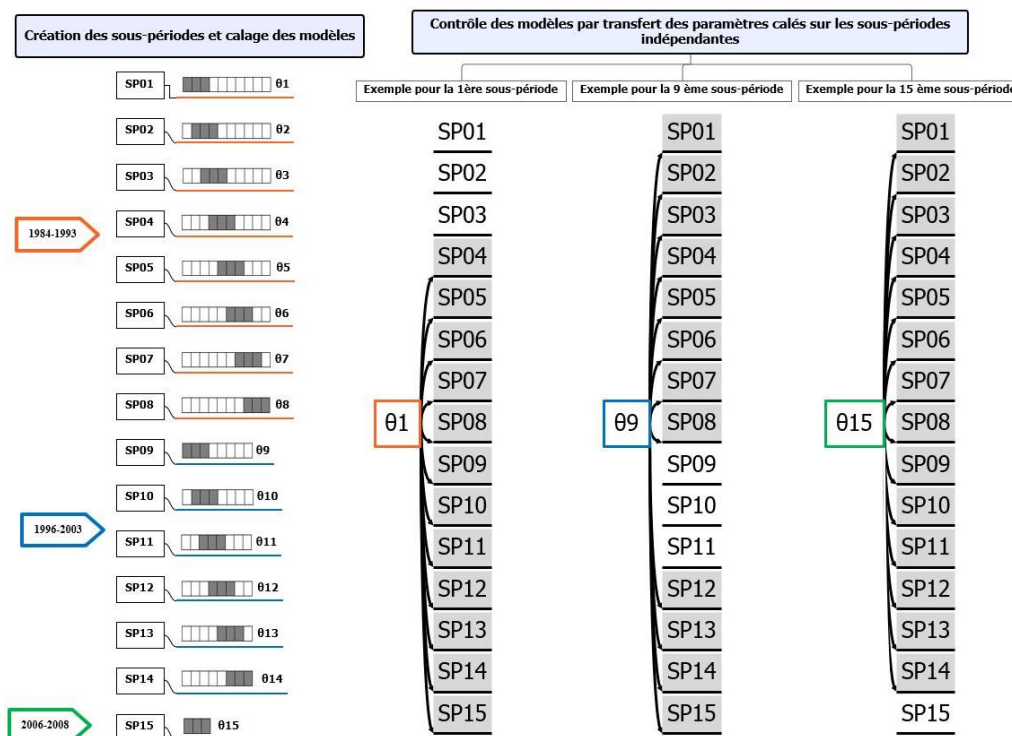 Création des sous-périodes et calage des modèles
Contrôle des modèles par transfert des paramètres calés sur les sous-périodes
indépendantes
Exemple pour la 1ère sous-période
Exemple pour la 9 ème sous-période
Exemple pour la 15 ème sous-période
1984-1993
1996-2003
2006-2008
SP01 θ1
SP02 θ2
SP03 θ3
SP04 θ4
SP05 θ5
SP06 θ6
SP07 θ7
SP08 θ8
SP09 θ9
SP10 θ10
SP11 θ11
SP12 θ12
SP13 θ13
SP14 θ14
SP15 θ15
θ1
SP01
SP02
SP03
SP04
SP05
SP06
SP07
SP08
SP09
SP10
SP11
SP12
SP13
SP14
SP15
θ9
SP01
SP02
SP03
SP04
SP05
SP06
SP07
SP08
SP09
SP10
SP11
SP12
SP13
SP14
SP15
θ15
SP01
SP02
SP03
SP04
SP05
SP06
SP07
SP08
SP09
SP10
SP11
SP12
SP13
SP14
SP15